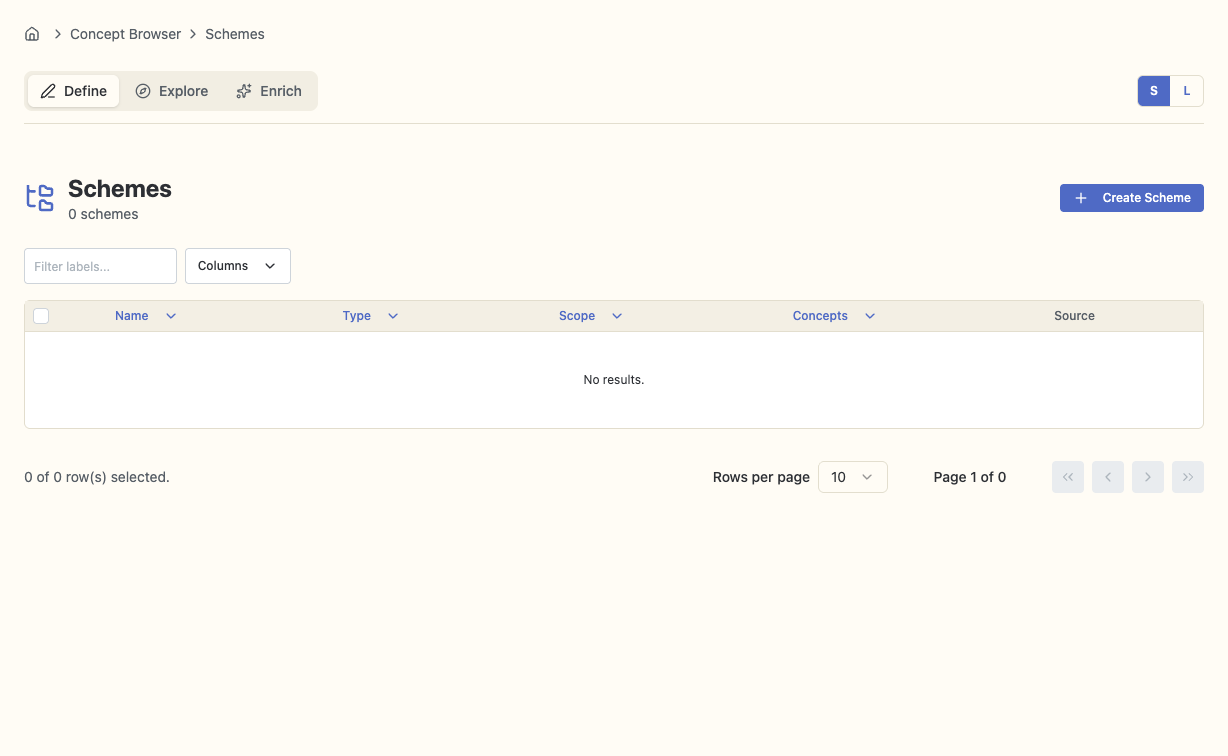 Concept Browser Schemes
Define Explore Enrich S L
Schemes
0 schemes
Create Scheme
Filter labels... Columns
Name Type Scope Concepts Source
No results.
0 of 0 row(s) selected. Rows per page 10 Page 1 of 0